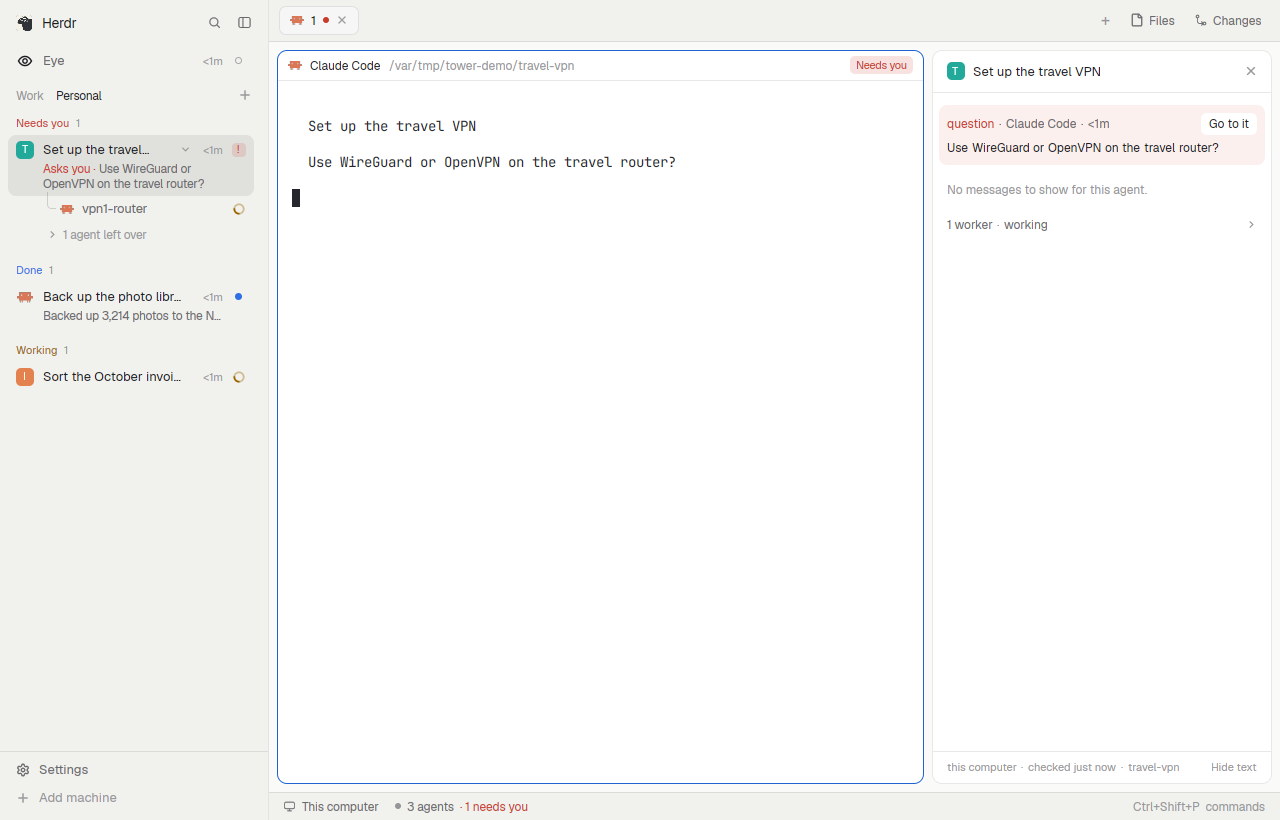 Herdr
Eye <1m
Work Personal
Needs you 1
Set up the travel... <1m !
Asks you · Use WireGuard or
OpenVPN on the travel router?
vpn1-router
1 agent left over
Done 1
Back up the photo libr... <1m
Backed up 3,214 photos to the N...
Working 1
Sort the October invoi... <1m
Settings
Add machine
1
Files
Changes
Claude Code /var/tmp/tower-demo/travel-vpn Needs you
Set up the travel VPN
Use WireGuard or OpenVPN on the travel router?
T Set up the travel VPN
question · Claude Code · <1m Go to it
Use WireGuard or OpenVPN on the travel router?
No messages to show for this agent.
1 worker · working
this computer · checked just now · travel-vpn Hide text
This computer 3 agents · 1 needs you Ctrl+Shift+P commands